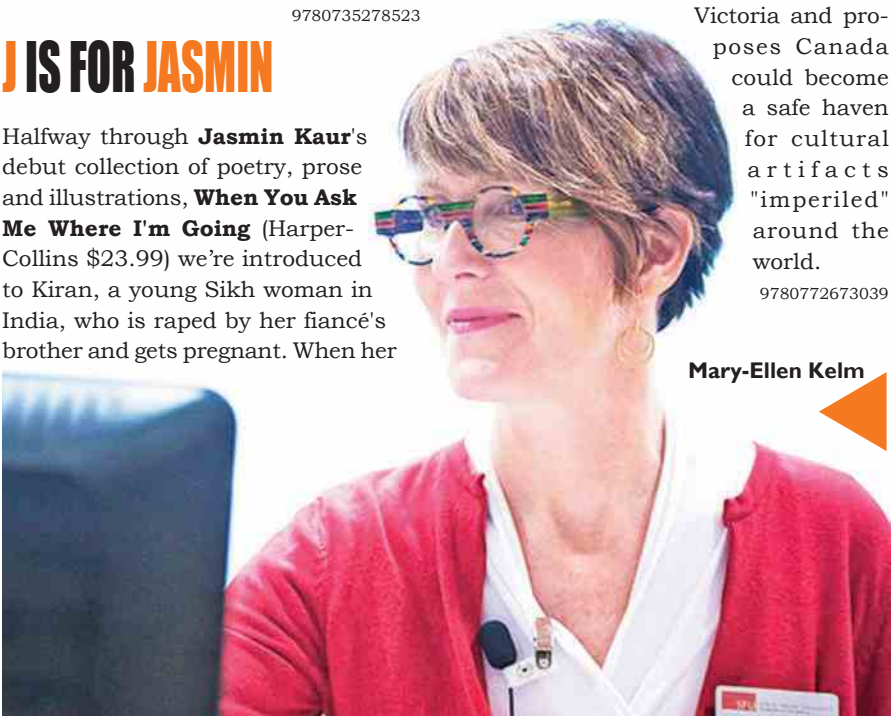 9780735278523
J IS FOR JASMIN
Halfway through Jasmin Kaur's
debut collection of poetry, prose
and illustrations, When You Ask
Me Where I'm Going (Harper-
Collins $23.99) we’re introduced
to Kiran, a young Sikh woman in
India, who is raped by her fiancé's
brother and gets pregnant. When her
Victoria and pro-
poses Canada
could become
a safe haven
for cultural
artifacts
"imperiled"
around the
world.
9780772673039
Mary-Ellen Kelm
SFU